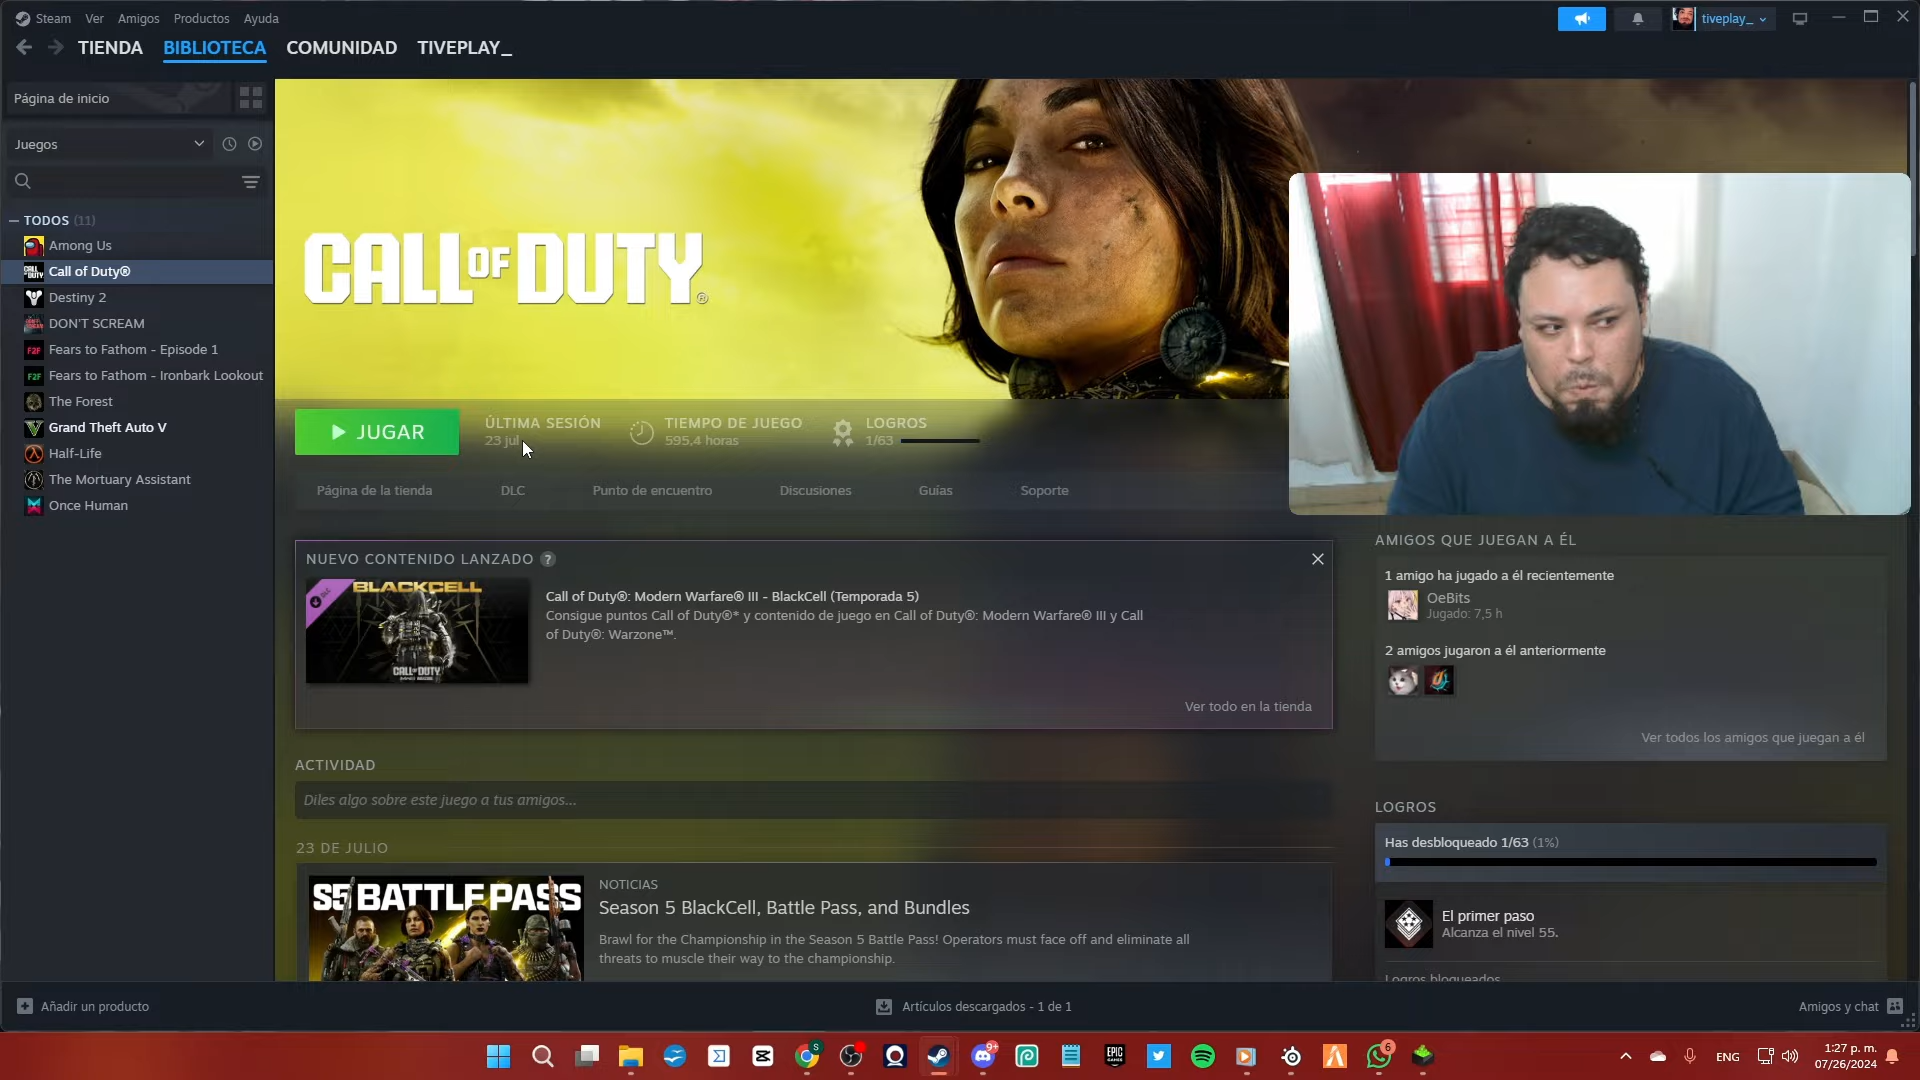 Steam
Ver
Amigos
Productos
Ayuda
tiveplay_
TIENDA
BIBLIOTECA
COMUNIDAD
TIVEPLAY_
Página de inicio
Juegos
TODOS (11)
Among Us
Call of Duty®
Destiny 2
DON'T SCREAM
Fears to Fathom - Episode 1
Fears to Fathom - Ironbark Lookout
The Forest
Grand Theft Auto V
Half-Life
The Mortuary Assistant
Once Human
CALL OF DUTY®
JUGAR
ÚLTIMA SESIÓN
23 jul
TIEMPO DE JUEGO
595,4 horas
LOGROS
1/63
Página de la tienda
DLC
Punto de encuentro
Discusiones
Guías
Soporte
NUEVO CONTENIDO LANZADO ?
BLACKCELL
CALL OF DUTY
Call of Duty®: Modern Warfare® III - BlackCell (Temporada 5)
Consigue puntos Call of Duty®* y contenido de juego en Call of Duty®: Modern Warfare® III y Call
of Duty®: Warzone™.
Ver todo en la tienda
AMIGOS QUE JUEGAN A ÉL
1 amigo ha jugado a él recientemente
OeBits
Jugado: 7,5 h
2 amigos jugaron a él anteriormente
Ver todos los amigos que juegan a él
ACTIVIDAD
Diles algo sobre este juego a tus amigos...
23 DE JULIO
S5 BATTLE PASS
NOTICIAS
Season 5 BlackCell, Battle Pass, and Bundles
Brawl for the Championship in the Season 5 Battle Pass! Operators must face off and eliminate all
threats to muscle their way to the championship.
LOGROS
Has desbloqueado 1/63 (1%)
El primer paso
Alcanza el nivel 55.
Logros bloqueados
Añadir un producto
Artículos descargados - 1 de 1
Amigos y chat
S
9+
EPIC
GAMES
6
ENG
1:27 p. m.
07/26/2024